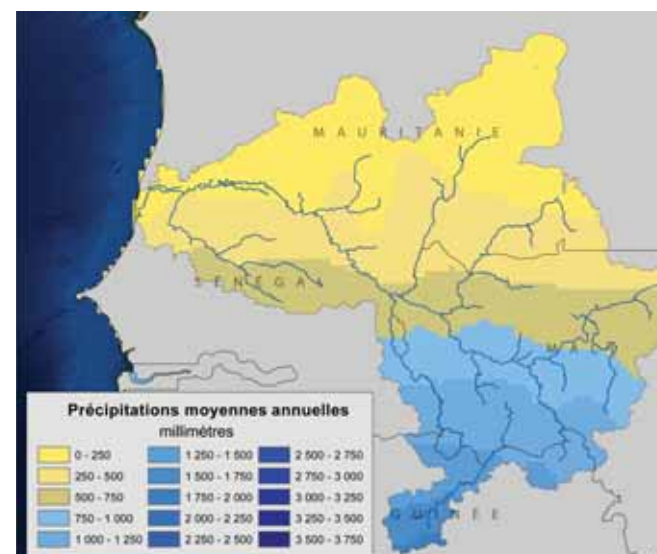 MAURITANIE
SÉNÉGAL
MALI
GUINÉE
Précipitations moyennes annuelles
millimètres
0 - 250
250 - 500
500 - 750
750 - 1 000
1 000 - 1 250
1 250 - 1 500
1 500 - 1 750
1 750 - 2 000
2 000 - 2 250
2 250 - 2 500
2 500 - 2 750
2 750 - 3 000
3 000 - 3 250
3 250 - 3 500
3 500 - 3 750